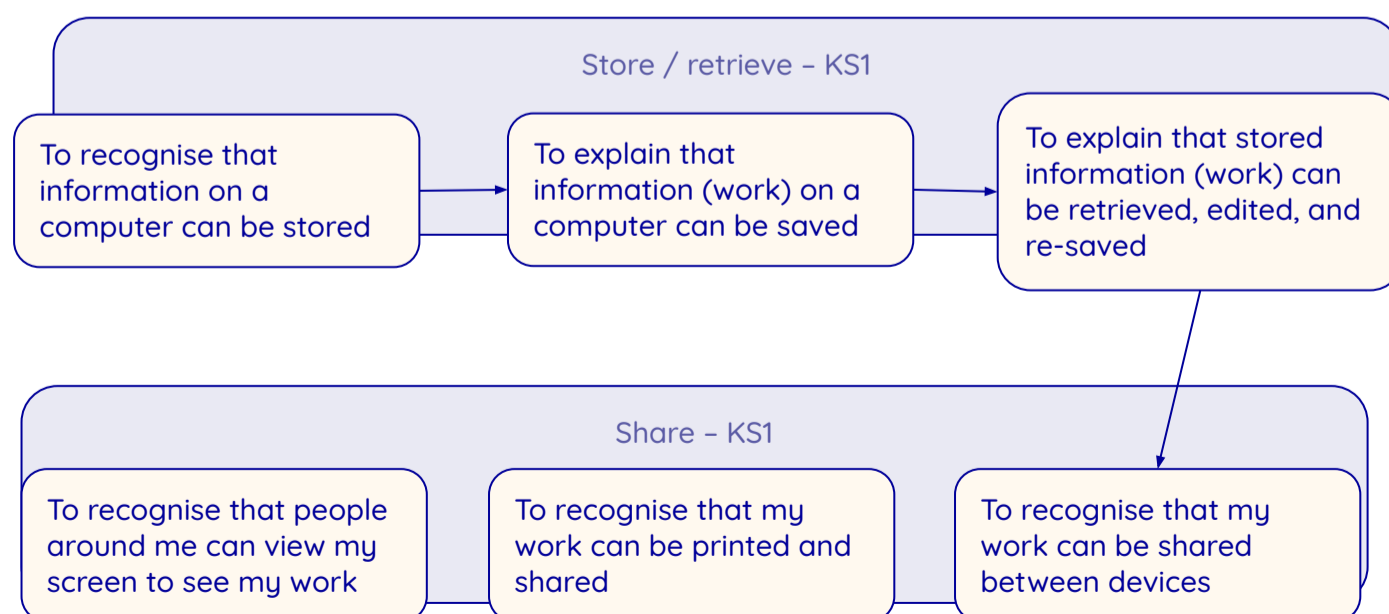 Store / retrieve – KS1
To recognise that
information on a
computer can be stored
To explain that
information (work) on a
computer can be saved
To explain that stored
information (work) can
be retrieved, edited, and
re-saved
Share – KS1
To recognise that people
around me can view my
screen to see my work
To recognise that my
work can be printed and
shared
To recognise that my
work can be shared
between devices